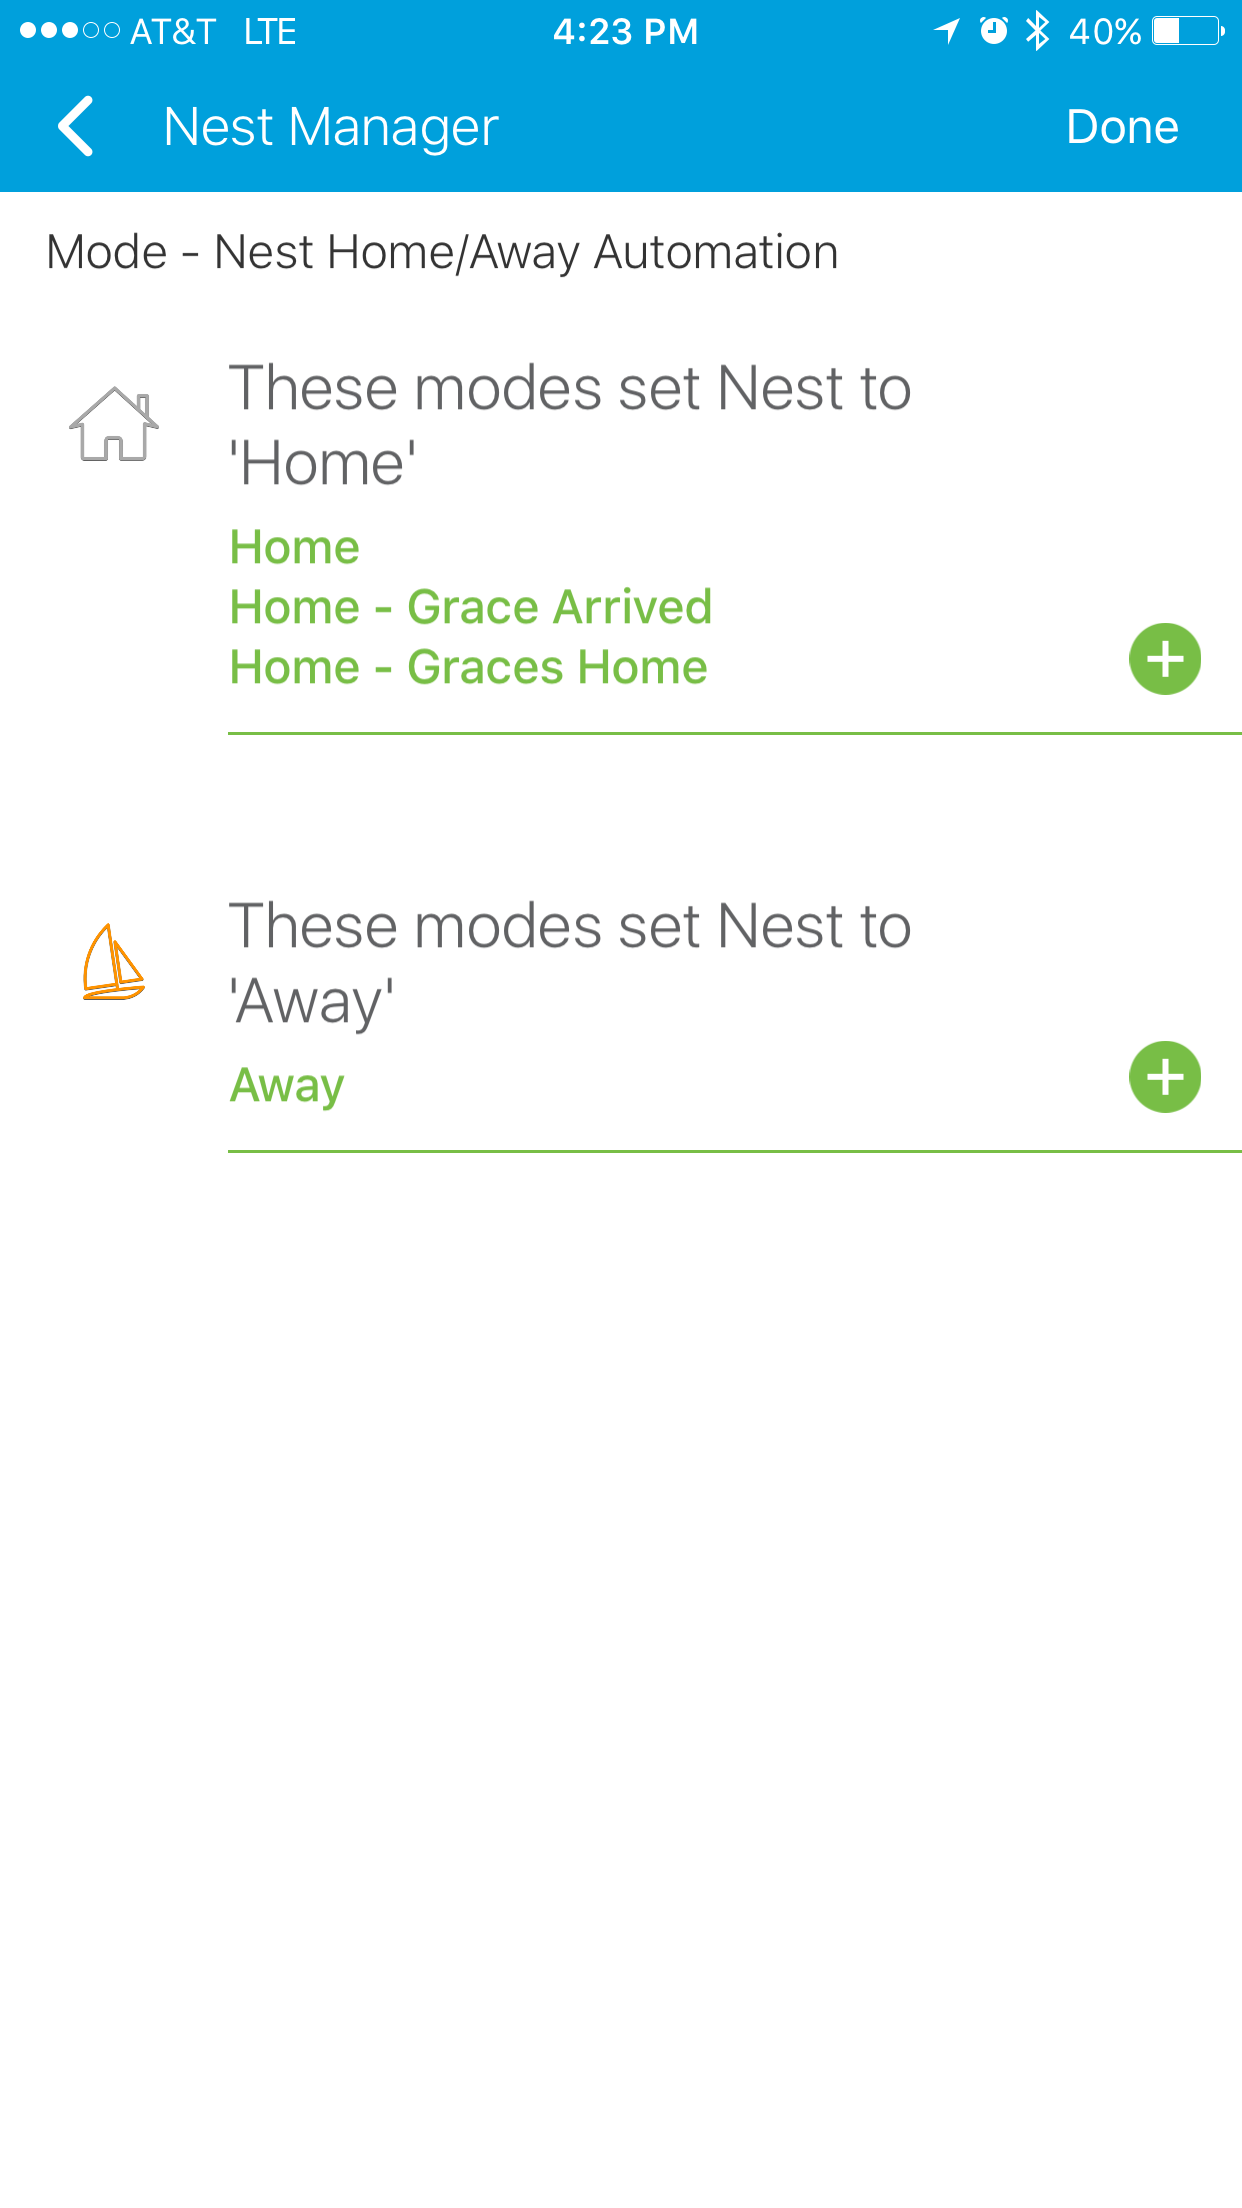 AT&T LTE 4:23 PM 40%
Nest Manager Done
Mode - Nest Home/Away Automation
These modes set Nest to
'Home'
Home
Home - Grace Arrived
Home - Graces Home
These modes set Nest to
'Away'
Away